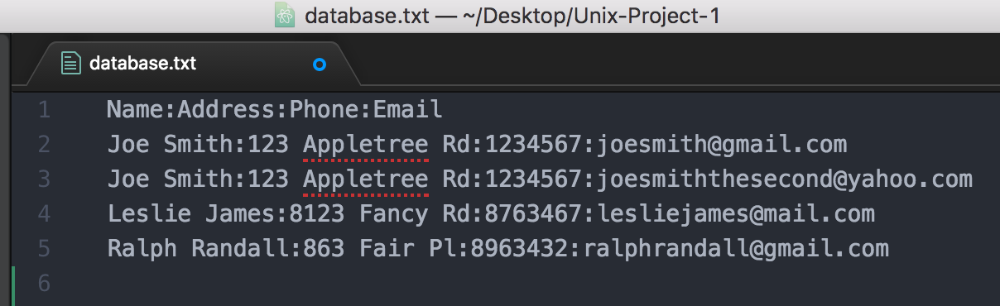 database.txt — ~/Desktop/Unix-Project-1
database.txt
1 Name:Address:Phone:Email
2 Joe Smith:123 Appletree Rd:1234567:joesmith@gmail.com
3 Joe Smith:123 Appletree Rd:1234567:joesmiththesecond@yahoo.com
4 Leslie James:8123 Fancy Rd:8763467:lesliejames@mail.com
5 Ralph Randall:863 Fair Pl:8963432:ralphrandall@gmail.com
6